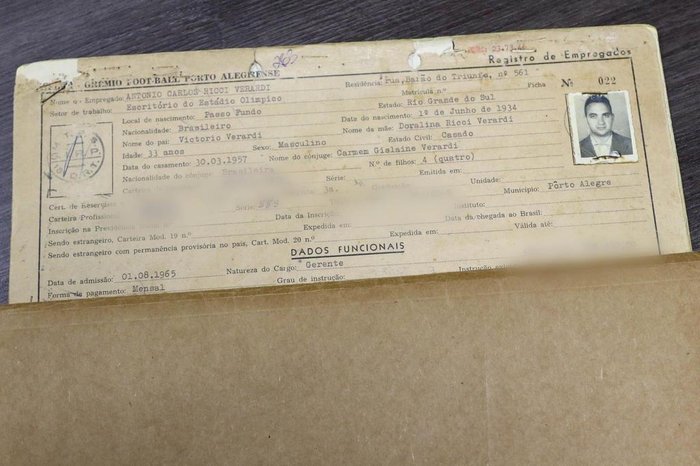 GRÊMIO FOOT-BALL PORTO ALEGRENSE
Registro de Empregados
Nome do Empregado: ANTONIO CARLOS RICCI VERARDI
Residência: rua Barão do Triunfo, nº 561
Setor de trabalho: Escritório do Estádio Olímpico
Matrícula nº
Ficha Nº 022
Local de nascimento: Passo Fundo
Estado: Rio Grande do Sul
Nacionalidade: Brasileiro
Data do nascimento: 1º de Junho de 1934
Nome do pai: Victorio Verardi
Nome da mãe: Doralina Ricci Verardi
Idade: 33 anos
Sexo: Masculino
Estado Civil: Casado
Data do casamento: 30.03.1957
Nome do cônjuge: Carmem Gislaine Verardi
Nacionalidade do cônjuge: Brasileira
N.º de filhos: 4 (quatro)
Série:
Emitida em:
Cert. de Reservista
Unidade:
Município: Pôrto Alegre
Carteira Profissional
Série:
Inscrição na
Data da Inscrição
Instituto:
Sendo estrangeiro, Carteira Mod. 19 n.º
Expedida em:
Data da chegada ao Brasil:
Sendo estrangeiro com permanência provisória no país, Cart. Mod. 20 n.º
Expedida em:
Válida até:
DADOS FUNCIONAIS
Data de admissão: 01.08.1965
Natureza do Cargo: Gerente
Forma de pagamento: Mensal
Grau de instrução: